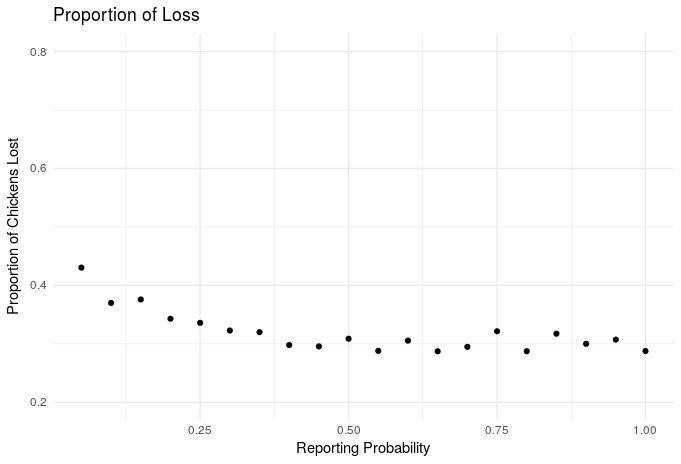 Proportion of Loss
0.8
0.6
0.4
0.2
Proportion of Chickens Lost
0.25 0.50 0.75 1.00
Reporting Probability